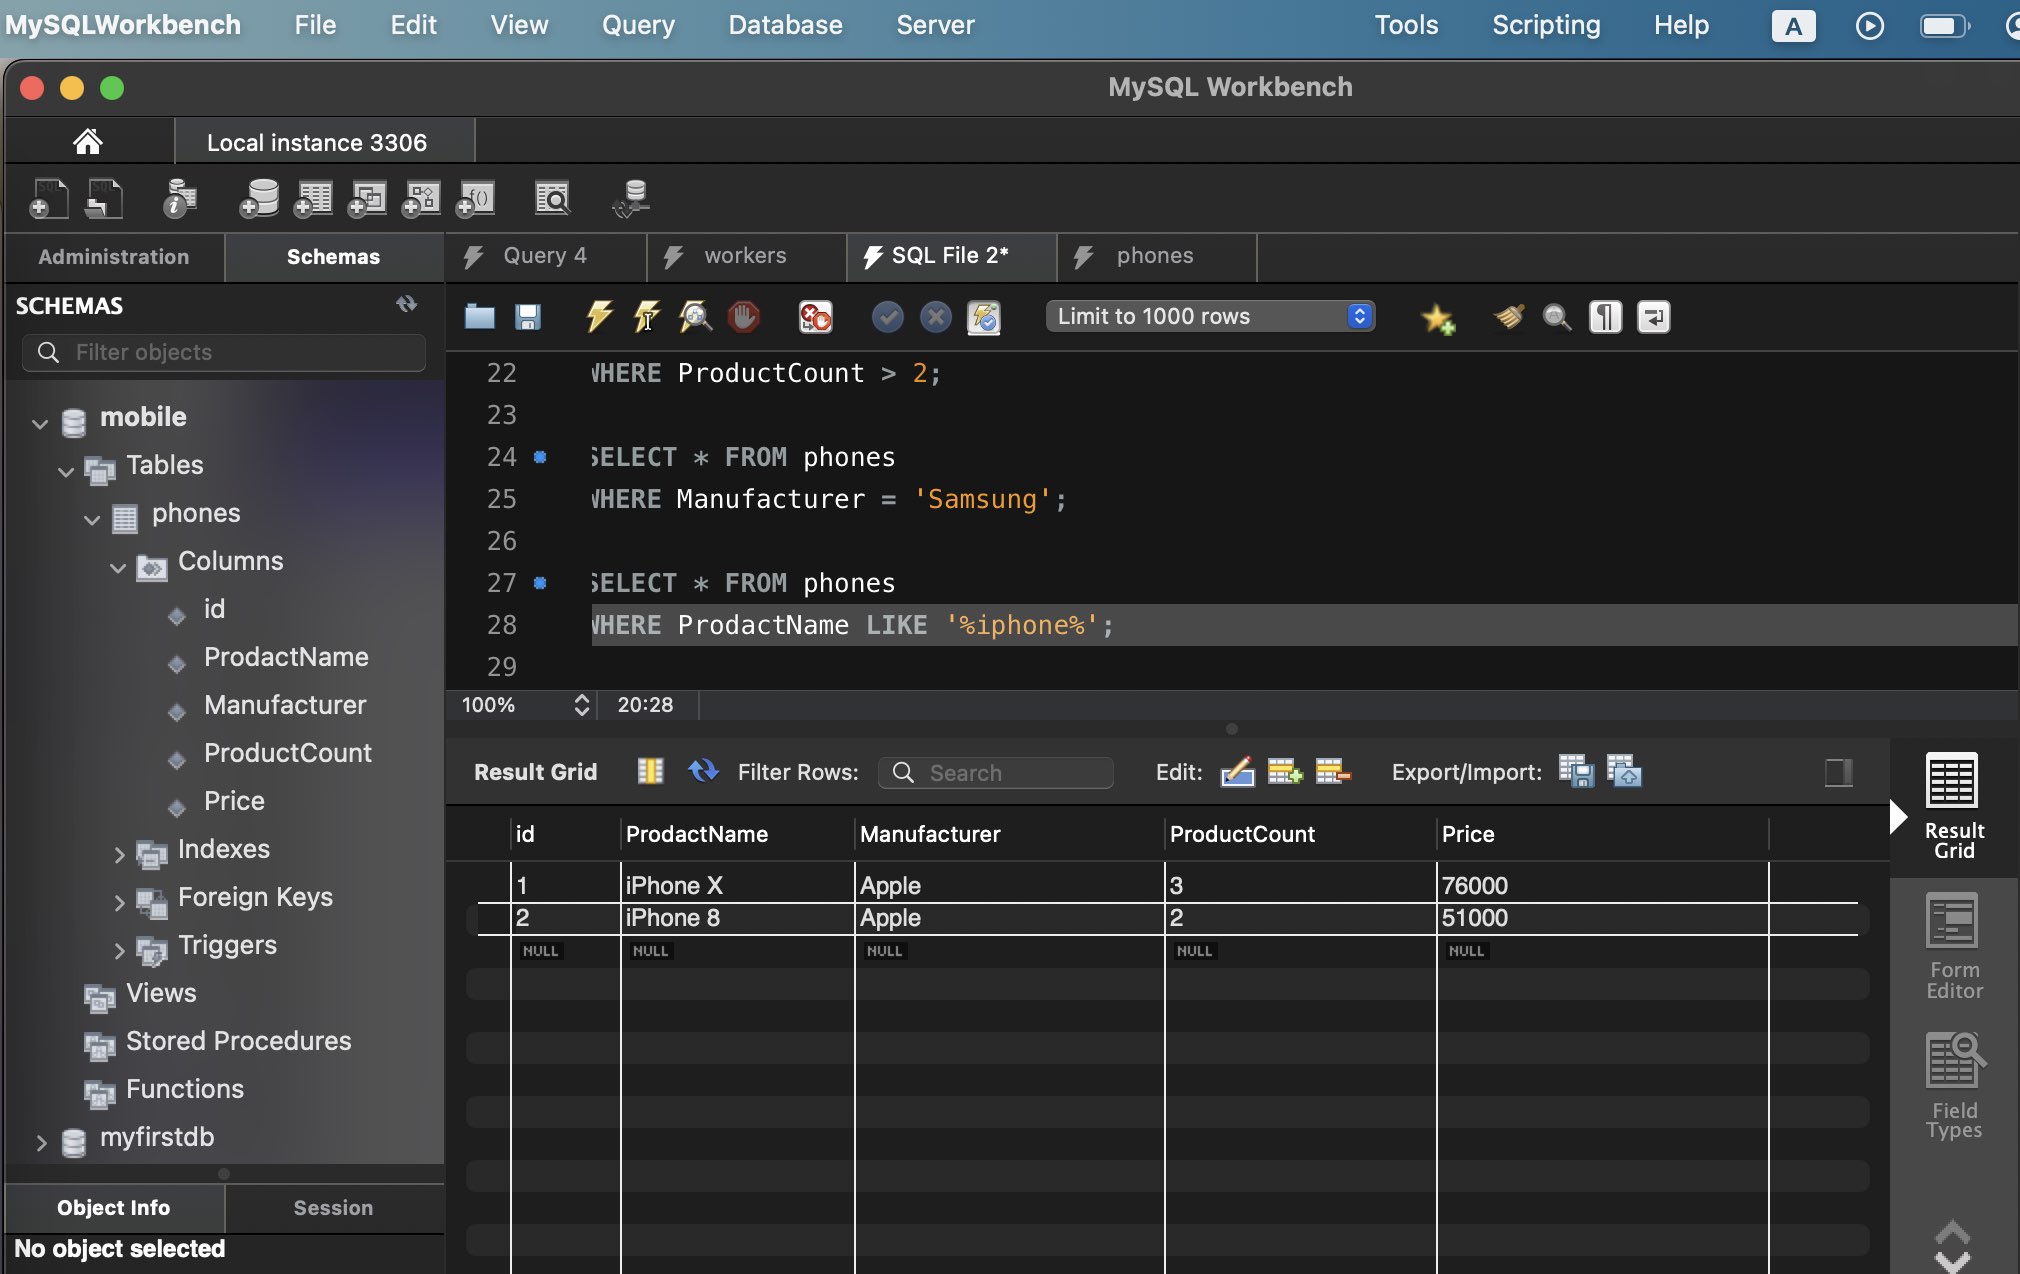 MySQLWorkbench File Edit View Query Database Server Tools Scripting Help A
MySQL Workbench
Local instance 3306
Administration Schemas
Query 4 workers SQL File 2* phones
SCHEMAS
Filter objects
Limit to 1000 rows
mobile
Tables
phones
Columns
id
ProdactName
Manufacturer
ProductCount
Price
Indexes
Foreign Keys
Triggers
Views
Stored Procedures
Functions
myfirstdb
Object Info Session
No object selected
22 WHERE ProductCount > 2;
23
24 SELECT * FROM phones
25 WHERE Manufacturer = 'Samsung';
26
27 SELECT * FROM phones
28 WHERE ProdactName LIKE '%iphone%';
29
100% 20:28
Result Grid Filter Rows: Search Edit: Export/Import:
id ProdactName Manufacturer ProductCount Price
1 iPhone X Apple 3 76000
2 iPhone 8 Apple 2 51000
NULL NULL NULL NULL NULL
Result
Grid
Form
Editor
Field
Types